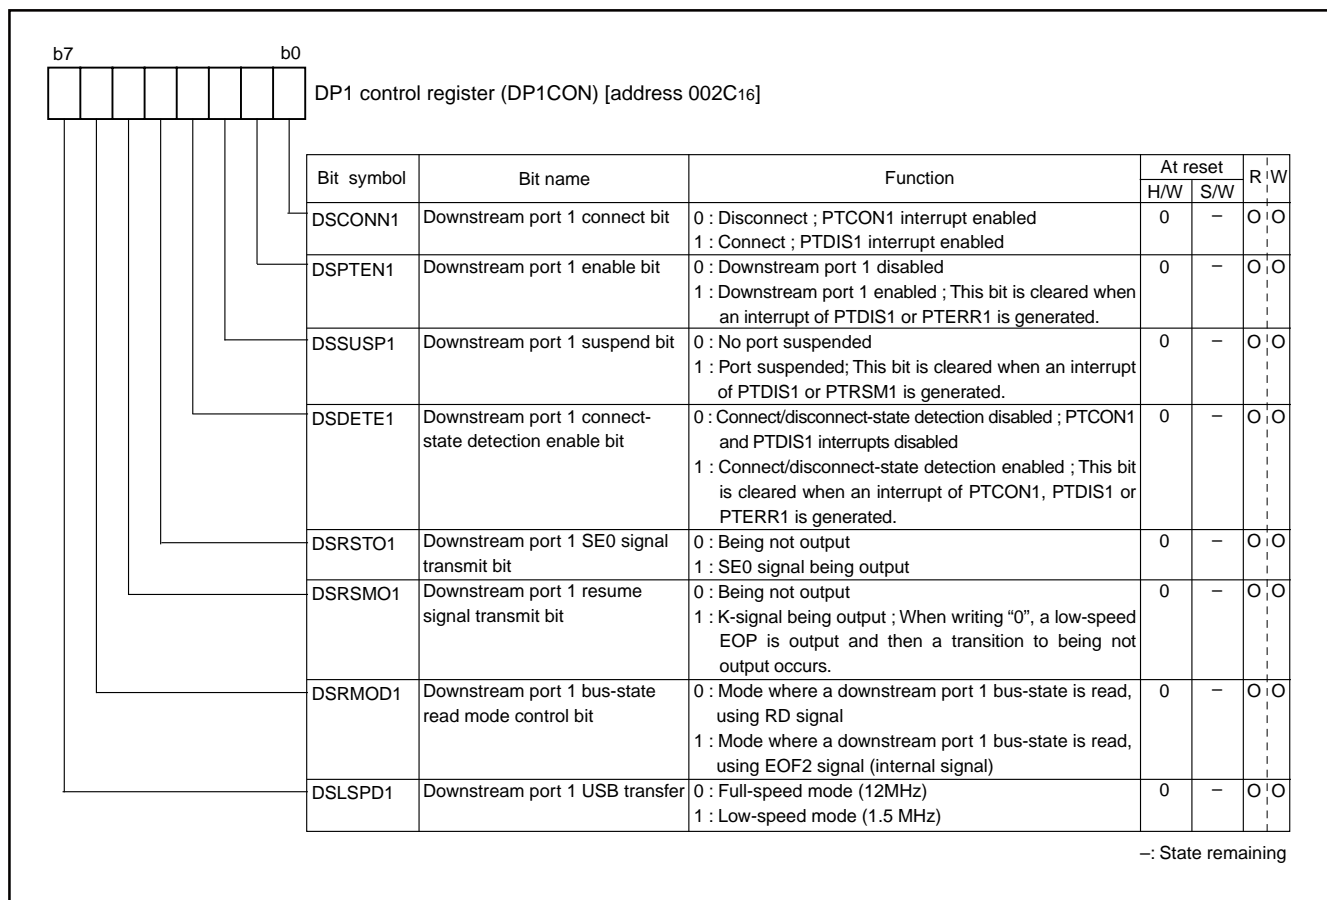 b7 b0
DP1 control register (DP1CON) [address 002C16]
Bit symbol Bit name Function At reset R W
H/W S/W
DSCONN1 Downstream port 1 connect bit 0 : Disconnect ; PTCON1 interrupt enabled 0 – O O
1 : Connect ; PTDIS1 interrupt enabled
DSPTEN1 Downstream port 1 enable bit 0 : Downstream port 1 disabled 0 – O O
1 : Downstream port 1 enabled ; This bit is cleared when
an interrupt of PTDIS1 or PTERR1 is generated.
DSSUSP1 Downstream port 1 suspend bit 0 : No port suspended 0 – O O
1 : Port suspended; This bit is cleared when an interrupt
of PTDIS1 or PTRSM1 is generated.
DSDETE1 Downstream port 1 connect- 0 : Connect/disconnect-state detection disabled ; PTCON1 0 – O O
state detection enable bit and PTDIS1 interrupts disabled
1 : Connect/disconnect-state detection enabled ; This bit
is cleared when an interrupt of PTCON1, PTDIS1 or
PTERR1 is generated.
DSRSTO1 Downstream port 1 SE0 signal 0 : Being not output 0 – O O
transmit bit 1 : SE0 signal being output
DSRSMO1 Downstream port 1 resume 0 : Being not output 0 – O O
signal transmit bit 1 : K-signal being output ; When writing “0”, a low-speed
EOP is output and then a transition to being not
output occurs.
DSRMOD1 Downstream port 1 bus-state 0 : Mode where a downstream port 1 bus-state is read, 0 – O O
read mode control bit using RD signal
1 : Mode where a downstream port 1 bus-state is read,
using EOF2 signal (internal signal)
DSLSPD1 Downstream port 1 USB transfer 0 : Full-speed mode (12MHz) 0 – O O
1 : Low-speed mode (1.5 MHz)
–: State remaining